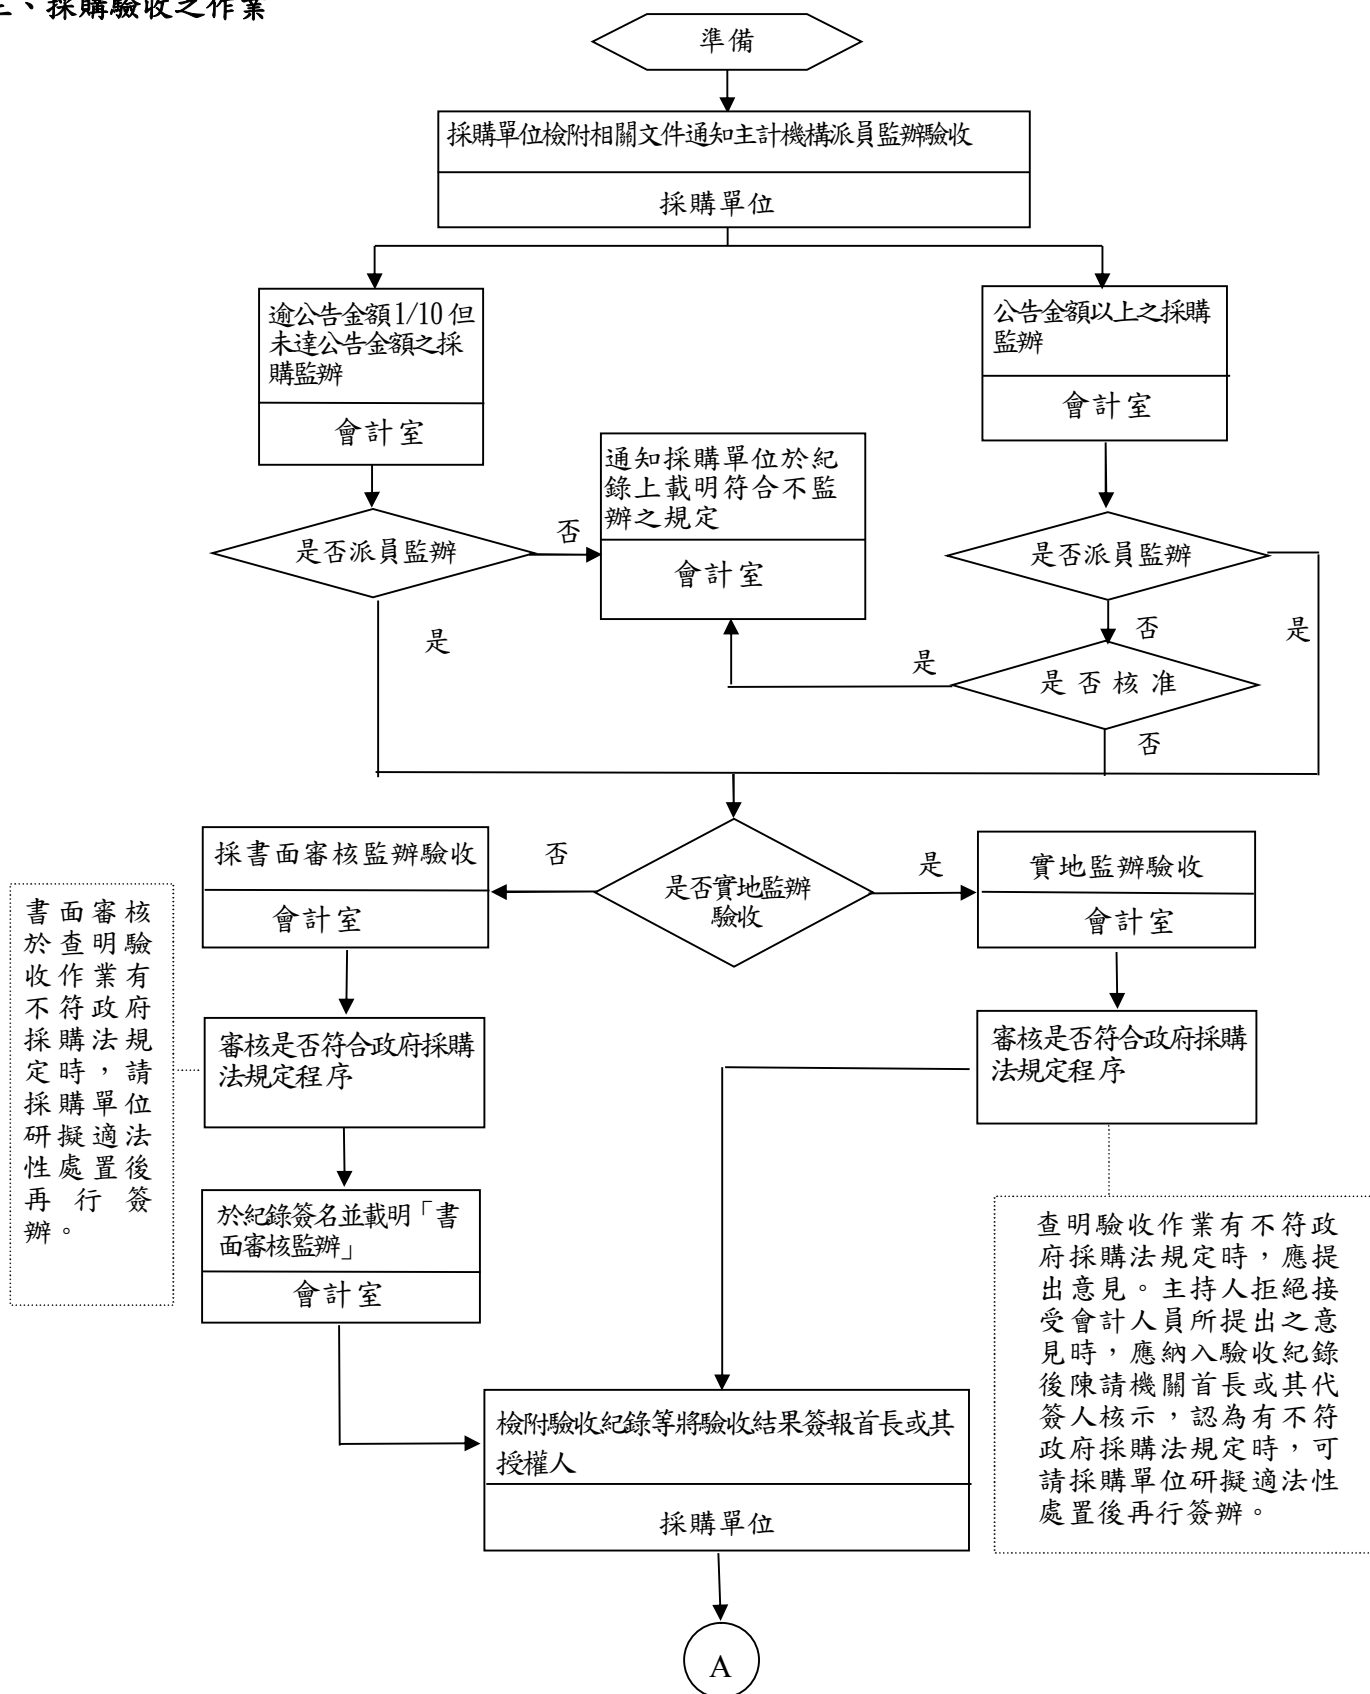 、採購驗收之作業
準備
採購單位檢附相關文件通知主計機構派員監辦驗收
採購單位
逾公告金額1/10但
未達公告金額之採
購監辦
會計室
公告金額以上之採購
監辦
會計室
通知採購單位於紀
錄上載明符合不監
辦之規定
會計室
是否派員監辦
否
是
是否派員監辦
否
是
是否核准
是
否
是否實地監辦
驗收
否
是
採書面審核監辦驗收
會計室
實地監辦驗收
會計室
書面審核
於查明驗
收作業有
不符政府
採購法規
定時，請
採購單位
研擬適法
性處置後
再行簽
辦。
審核是否符合政府採購
法規定程序
審核是否符合政府採購
法規定程序
於紀錄簽名並載明「書
面審核監辦」
會計室
查明驗收作業有不符政
府採購法規定時，應提
出意見。主持人拒絕接
受會計人員所提出之意
見時，應納入驗收紀錄
後陳請機關首長或其代
簽人核示，認為有不符
政府採購法規定時，可
請採購單位研擬適法性
處置後再行簽辦。
檢附驗收紀錄等將驗收結果簽報首長或其
授權人
採購單位
A